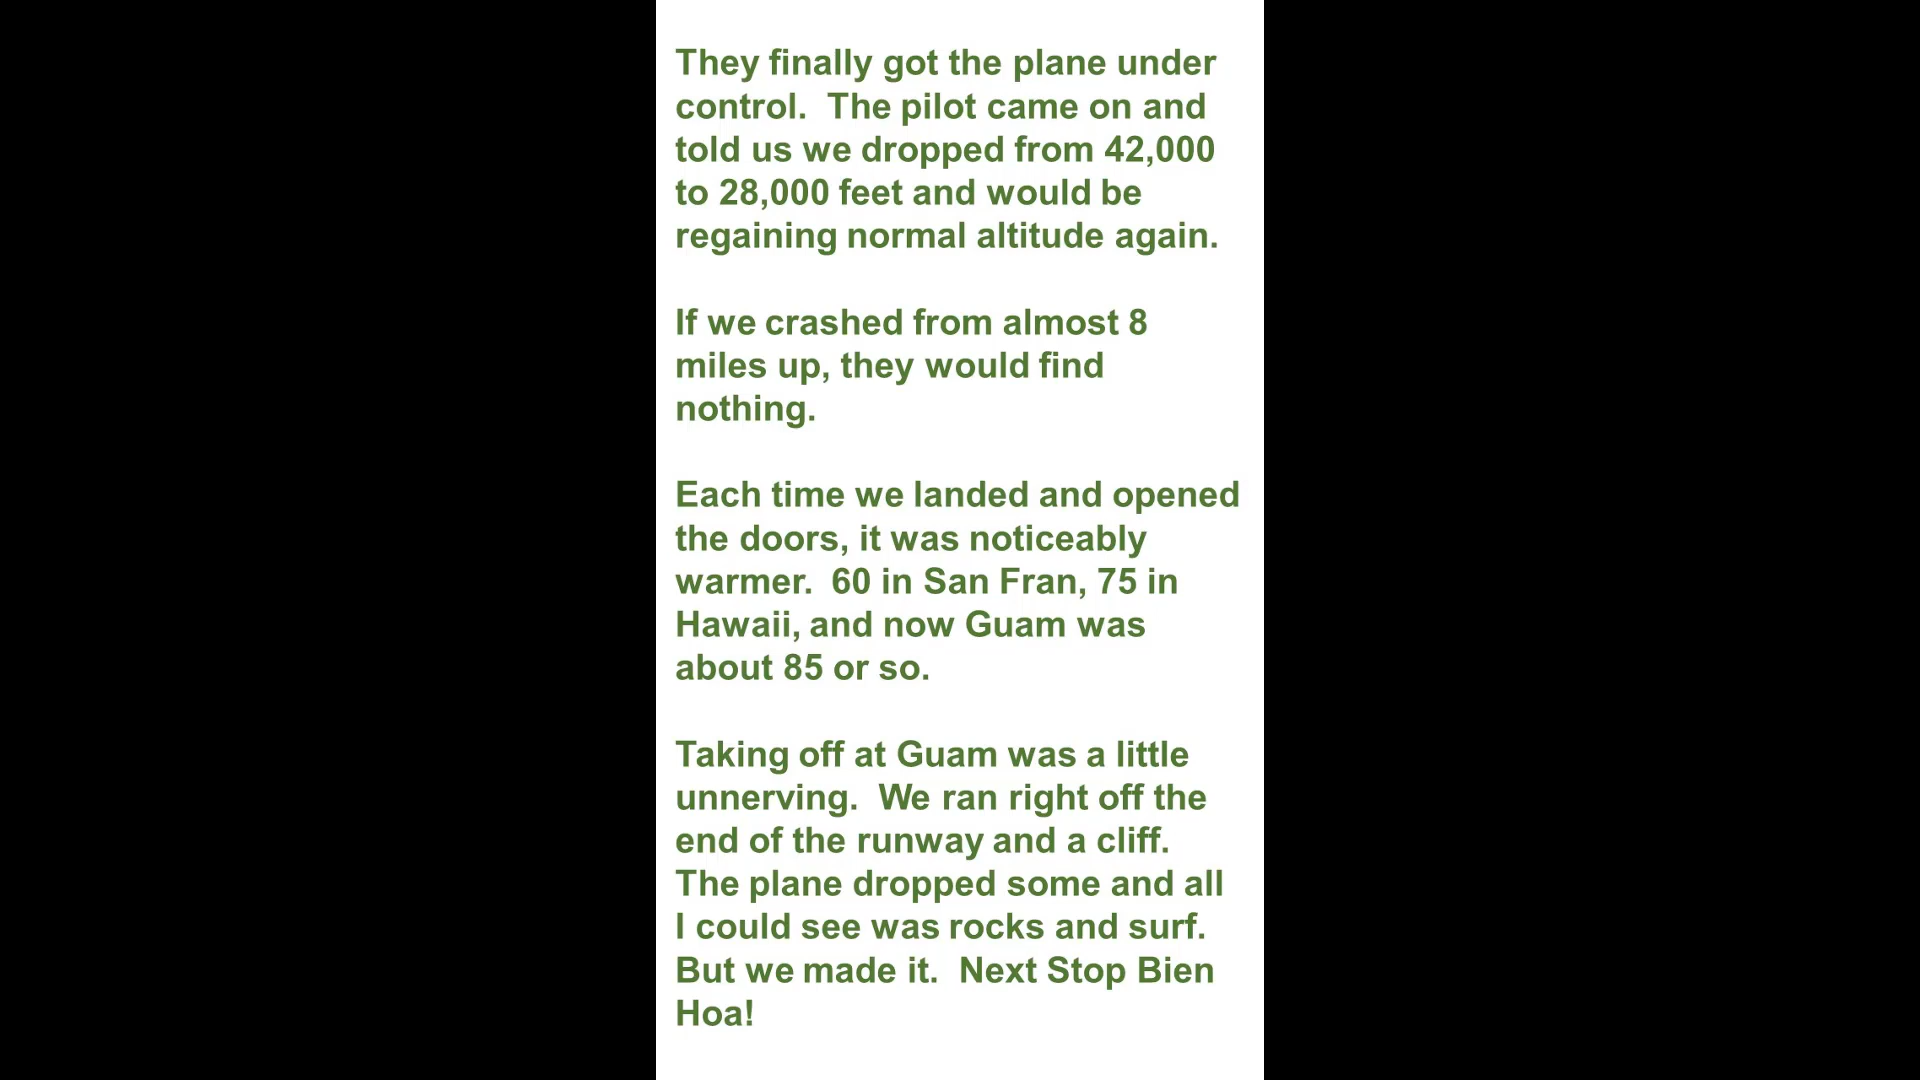 They finally got the plane under
control.  The pilot came on and
told us we dropped from 42,000
to 28,000 feet and would be
regaining normal altitude again.
If we crashed from almost 8
miles up, they would find
nothing.
Each time we landed and opened
the doors, it was noticeably
warmer.  60 in San Fran, 75 in
Hawaii, and now Guam was
about 85 or so.
Taking off at Guam was a little
unnerving.  We ran right off the
end of the runway and a cliff.
The plane dropped some and all
I could see was rocks and surf.
But we made it.  Next Stop Bien
Hoa!